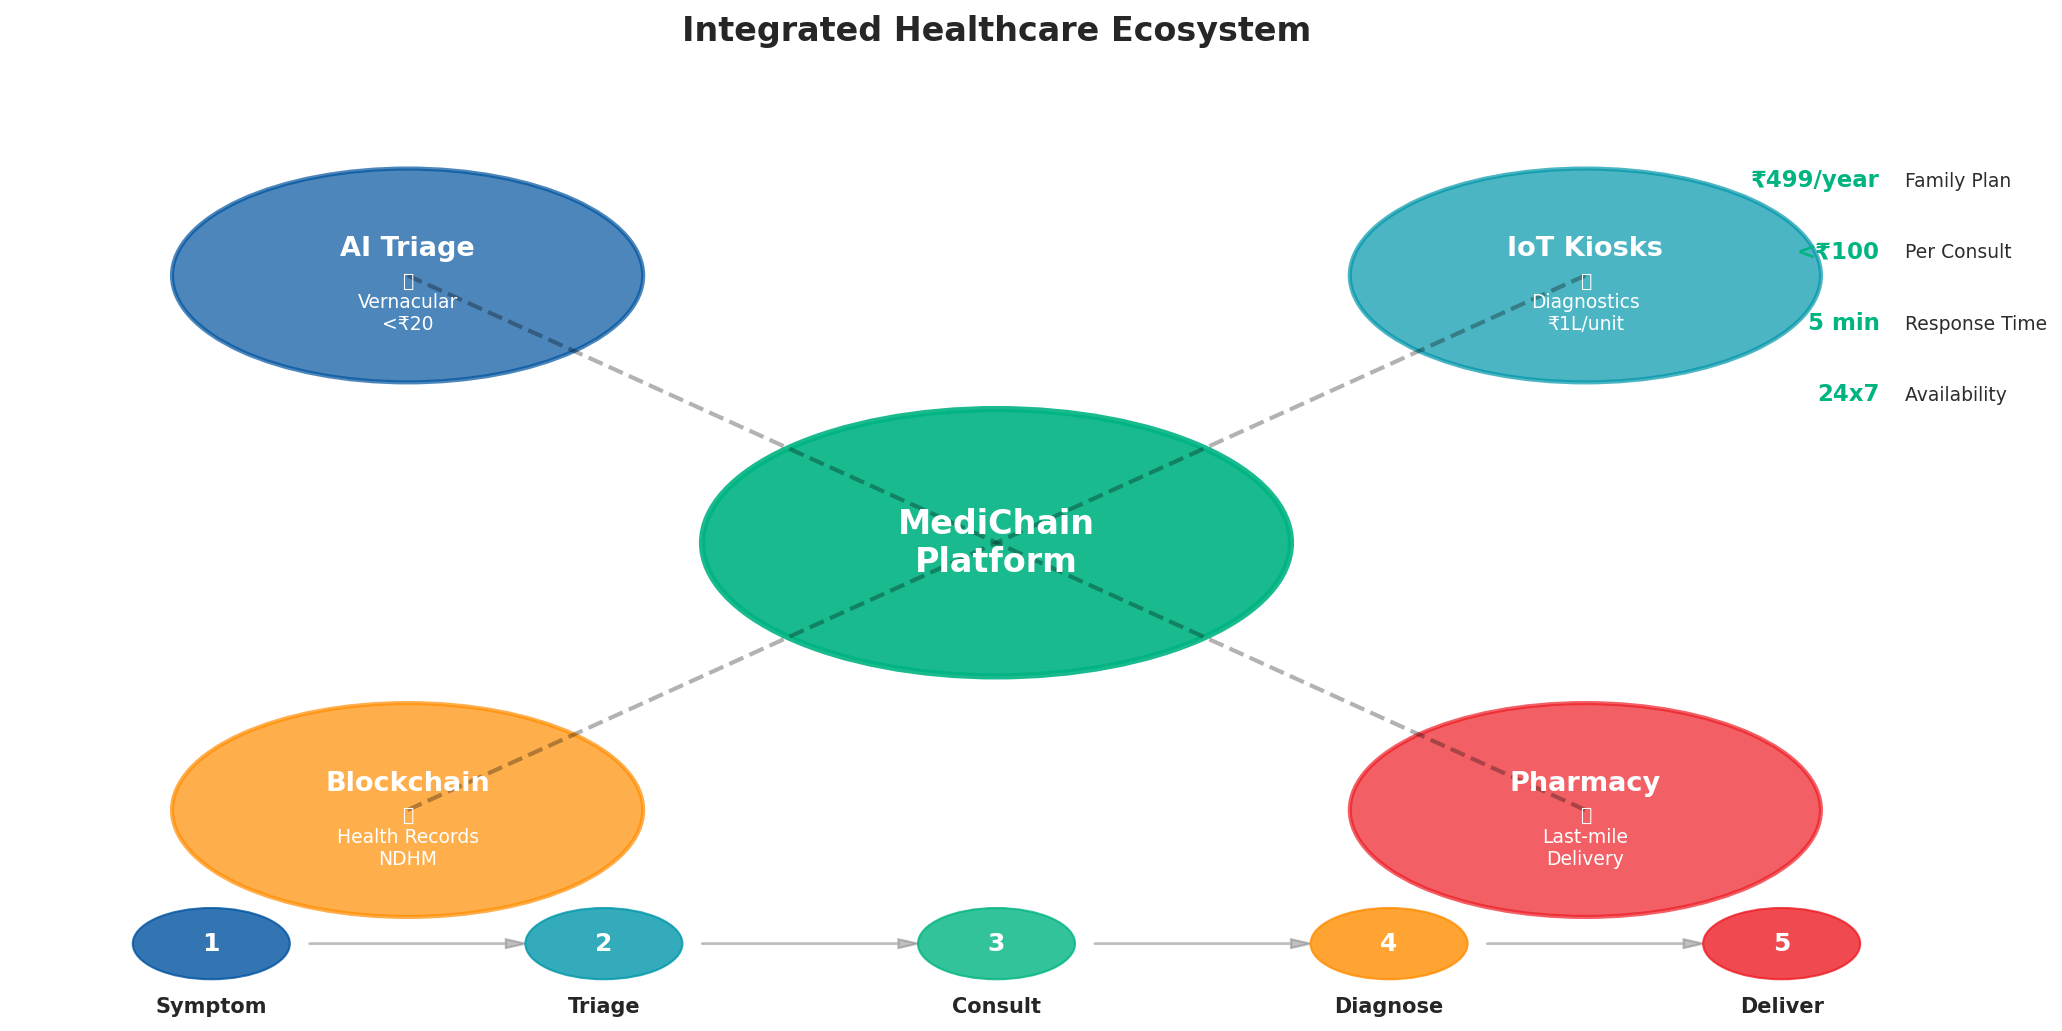 Integrated Healthcare Ecosystem
AI Triage
Vernacular
<₹20
IoT Kiosks
Diagnostics
₹1L/unit
₹499/year Family Plan
<₹100 Per Consult
5 min Response Time
24x7 Availability
MediChain
Platform
Blockchain
Health Records
NDHM
Pharmacy
Last-mile
Delivery
1
2
3
4
5
Symptom
Triage
Consult
Diagnose
Deliver